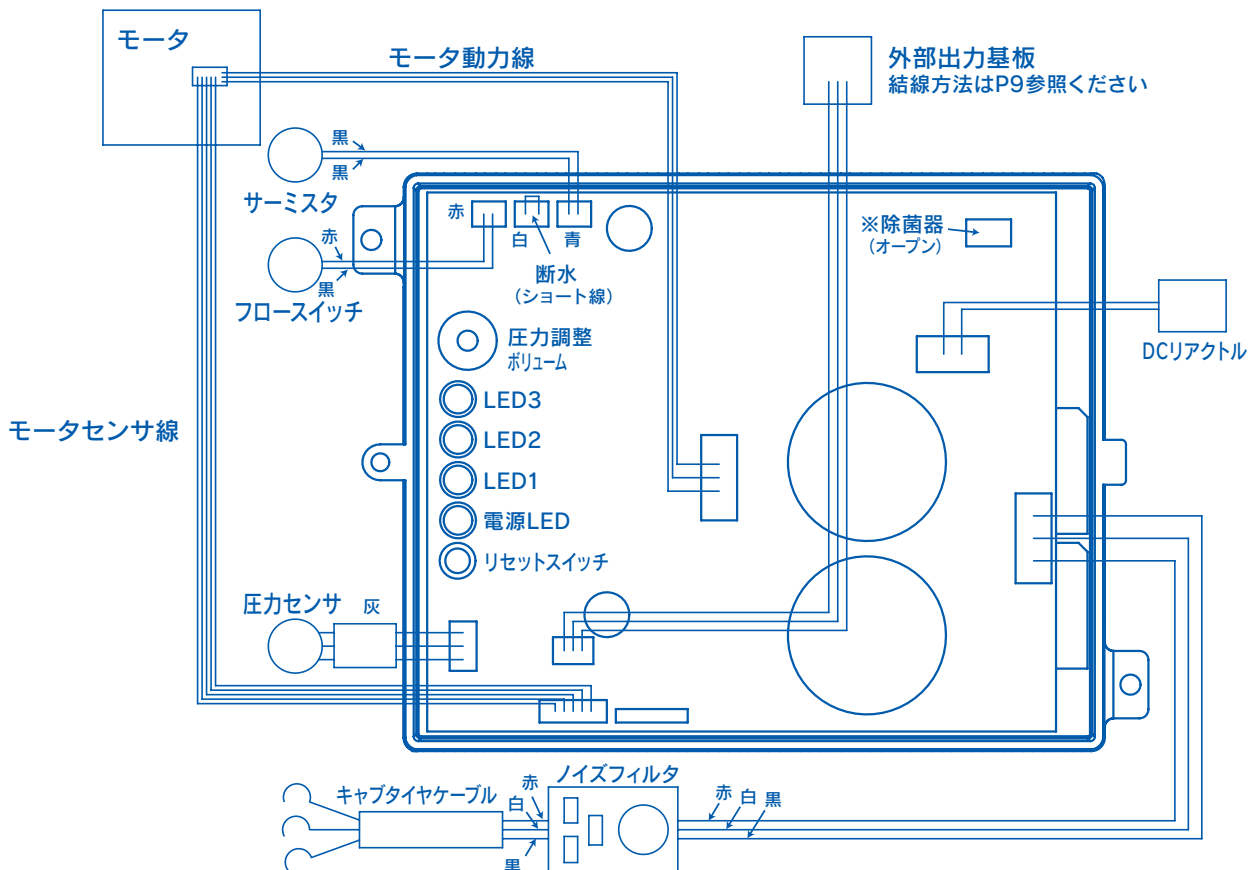 モータ
モータ動力線
外部出力基板
結線方法はP9参照ください
黒
黒
サーミスタ
赤
白
青
※除菌器
(オープン)
赤
黒
フロースイッチ
断水
(ショート線)
圧力調整
ボリューム
DCリアクトル
LED3
モータセンサ線
LED2
LED1
電源LED
リセットスイッチ
圧力センサ
灰
ノイズフィルタ
キャブタイヤケーブル
赤
白
黒
赤
白
黒